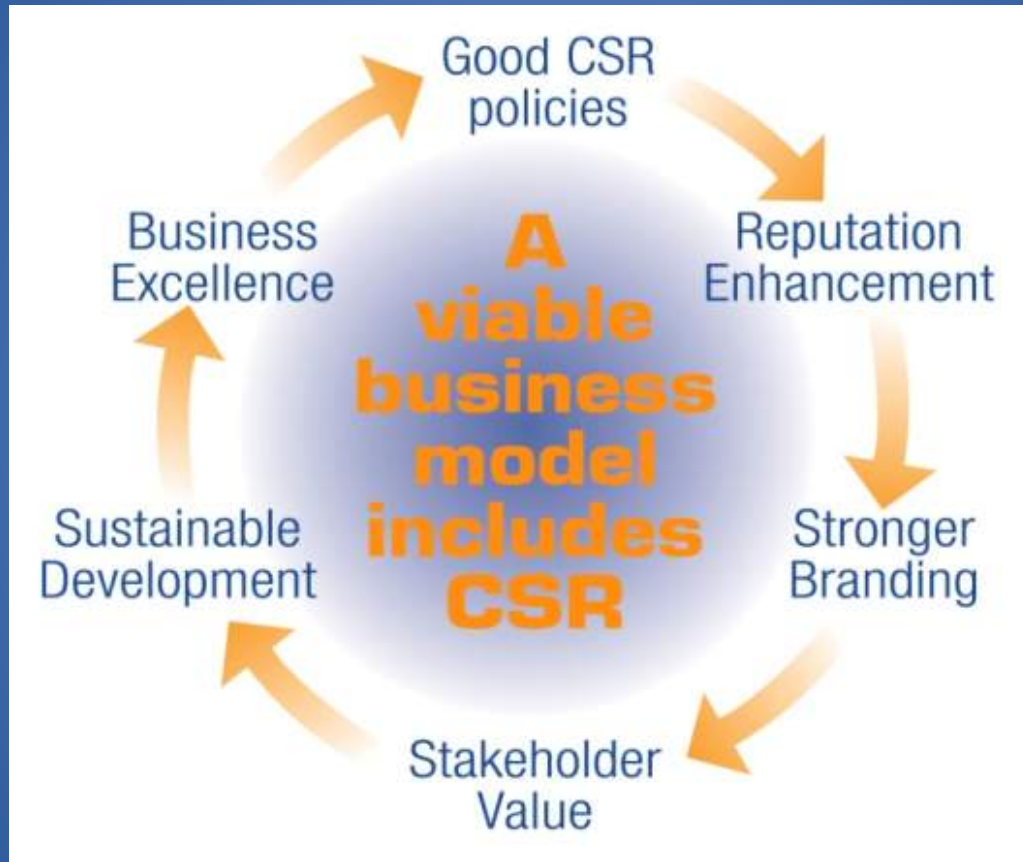 Good CSR
policies
Reputation
Enhancement
Stronger
Branding
Stakeholder
Value
Sustainable
Development
Business
Excellence
A
viable
business
model
includes
CSR